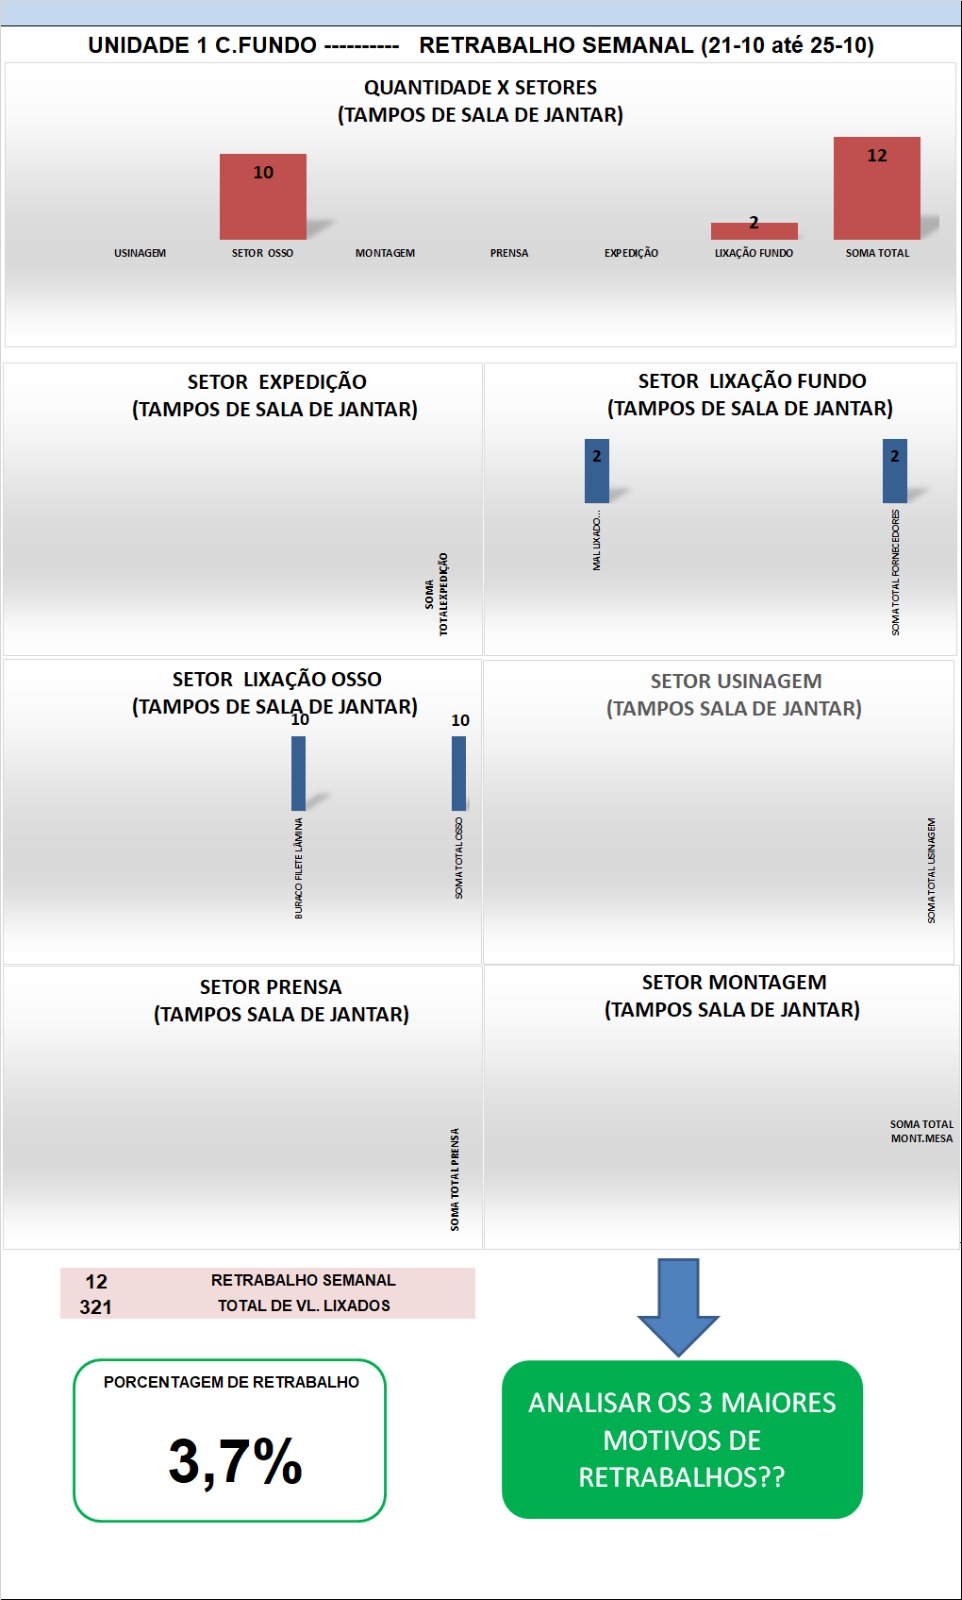 UNIDADE 1 C.FUNDO ---------- RETRABALHO SEMANAL (21-10 até 25-10)
QUANTIDADE X SETORES
(TAMPOS DE SALA DE JANTAR)
10
2
12
USINAGEM
SETOR OSSO
MONTAGEM
PRENSA
EXPEDIÇÃO
LIXAÇÃO FUNDO
SOMA TOTAL
SETOR EXPEDIÇÃO
(TAMPOS DE SALA DE JANTAR)
SOMA
TOTALEXPEDIÇÃO
SETOR LIXAÇÃO FUNDO
(TAMPOS DE SALA DE JANTAR)
2
2
MAL LIXADO...
SOMA TOTAL FORNECEDORES
SETOR LIXAÇÃO OSSO
(TAMPOS DE SALA DE JANTAR)
10
10
BURACO FILETE LÂMINA
SOMA TOTAL OSSO
SETOR USINAGEM
(TAMPOS SALA DE JANTAR)
SOMA TOTAL USINAGEM
SETOR PRENSA
(TAMPOS SALA DE JANTAR)
SOMA TOTAL PRENSA
SETOR MONTAGEM
(TAMPOS SALA DE JANTAR)
SOMA TOTAL
MONT.MESA
12 RETRABALHO SEMANAL
321 TOTAL DE VL. LIXADOS
PORCENTAGEM DE RETRABALHO
3,7%
ANALISAR OS 3 MAIORES
MOTIVOS DE
RETRABALHOS??